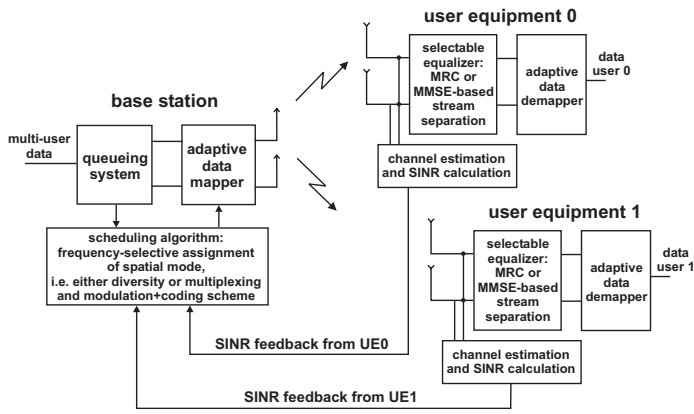 user equipment 0
selectable
equalizer:
MRC or
MMSE-based
stream
separation
adaptive
data
demapper
data
user 0
channel estimation
and SINR calculation
base station
multi-user
data
queueing
system
adaptive
data
mapper
scheduling algorithm:
frequency-selective assignment
of spatial mode,
i.e. either diversity or multiplexing
and modulation+coding scheme
user equipment 1
selectable
equalizer:
MRC or
MMSE-based
stream
separation
adaptive
data
demapper
data
user 1
channel estimation
and SINR calculation
SINR feedback from UE0
SINR feedback from UE1